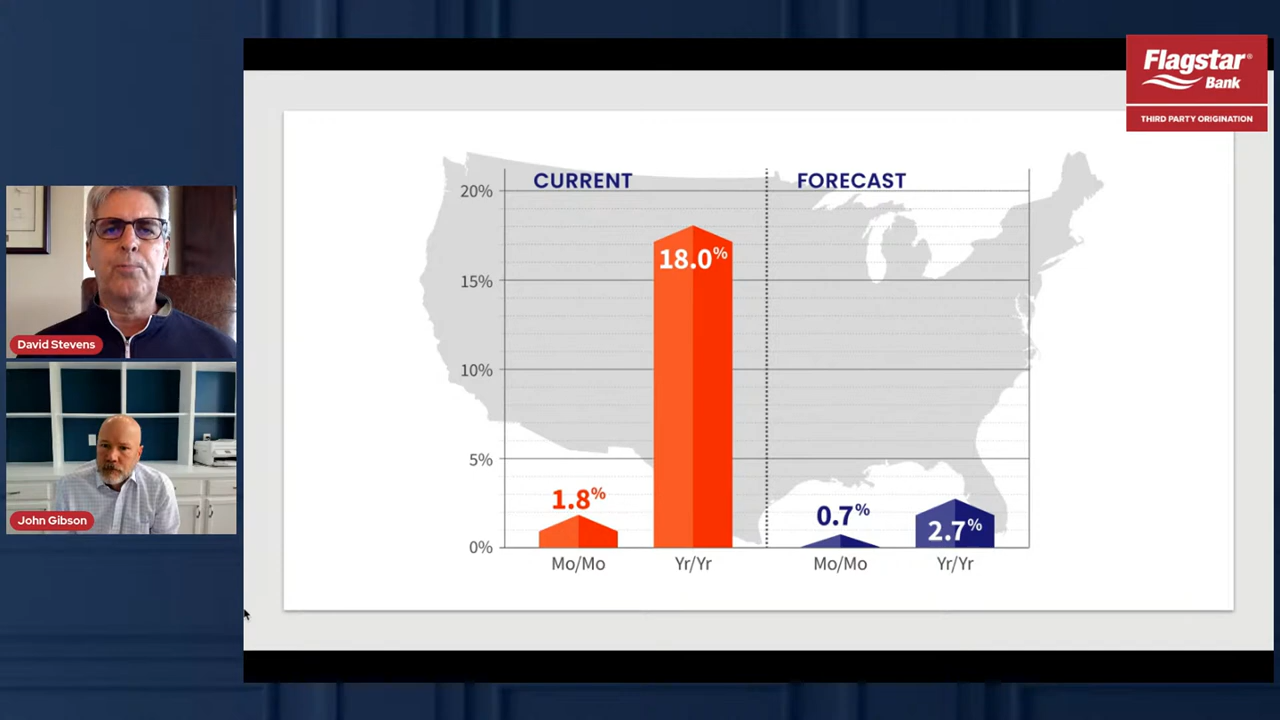 Flagstar®
Bank
THIRD PARTY ORIGINATION
CURRENT
FORECAST
20%
15%
10%
5%
0%
18.0%
1.8%
0.7%
2.7%
Mo/Mo
Yr/Yr
Mo/Mo
Yr/Yr
David Stevens
John Gibson